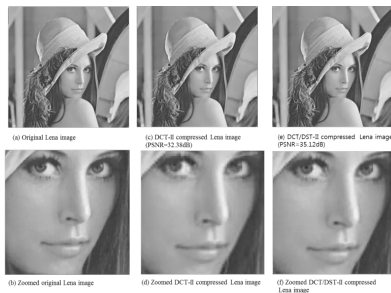 (a) Original Lena image
(c) DCT-II compressed Lena image
(PSNR=32.38dB)
(e) DCT/DST-II compressed Lena image
(PSNR=35.12dB)
(b) Zoomed original Lena image
(d) Zoomed DCT-II compressed Lena image
(f) Zoomed DCT/DST-II compressed
Lena image